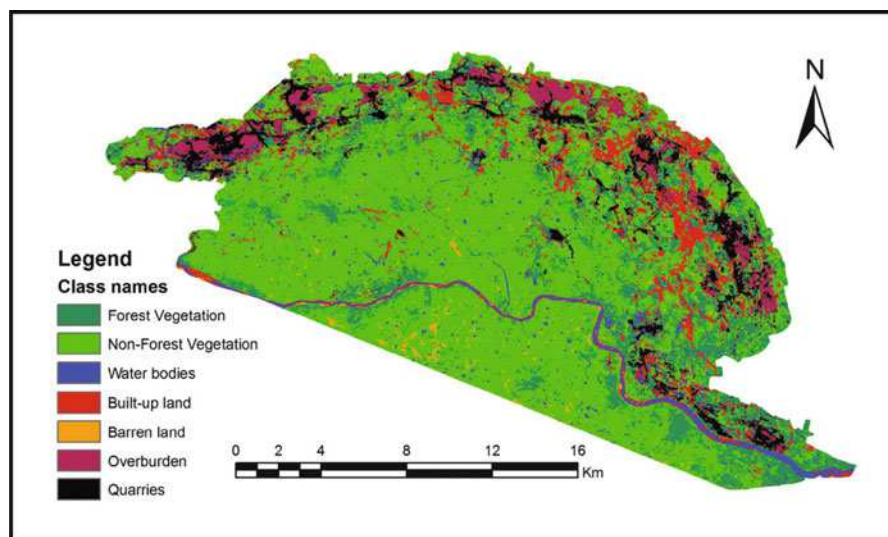 N
Legend
Class names
Forest Vegetation
Non-Forest Vegetation
Water bodies
Built-up land
Barren land
Overburden
Quarries
0 2 4 8 12 16
Km